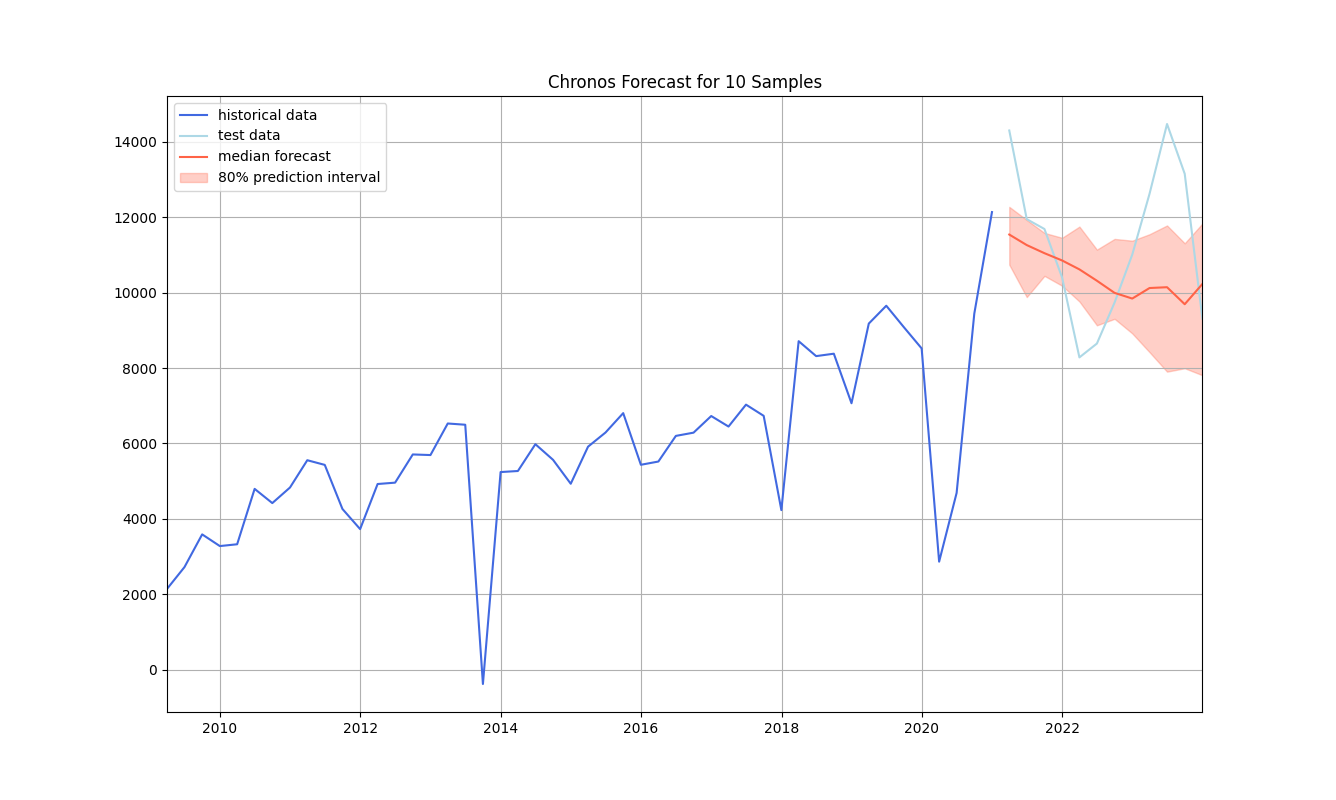 Chronos Forecast for 10 Samples
historical data
test data
median forecast
80% prediction interval
14000
12000
10000
8000
6000
4000
2000
0
2010 2012 2014 2016 2018 2020 2022